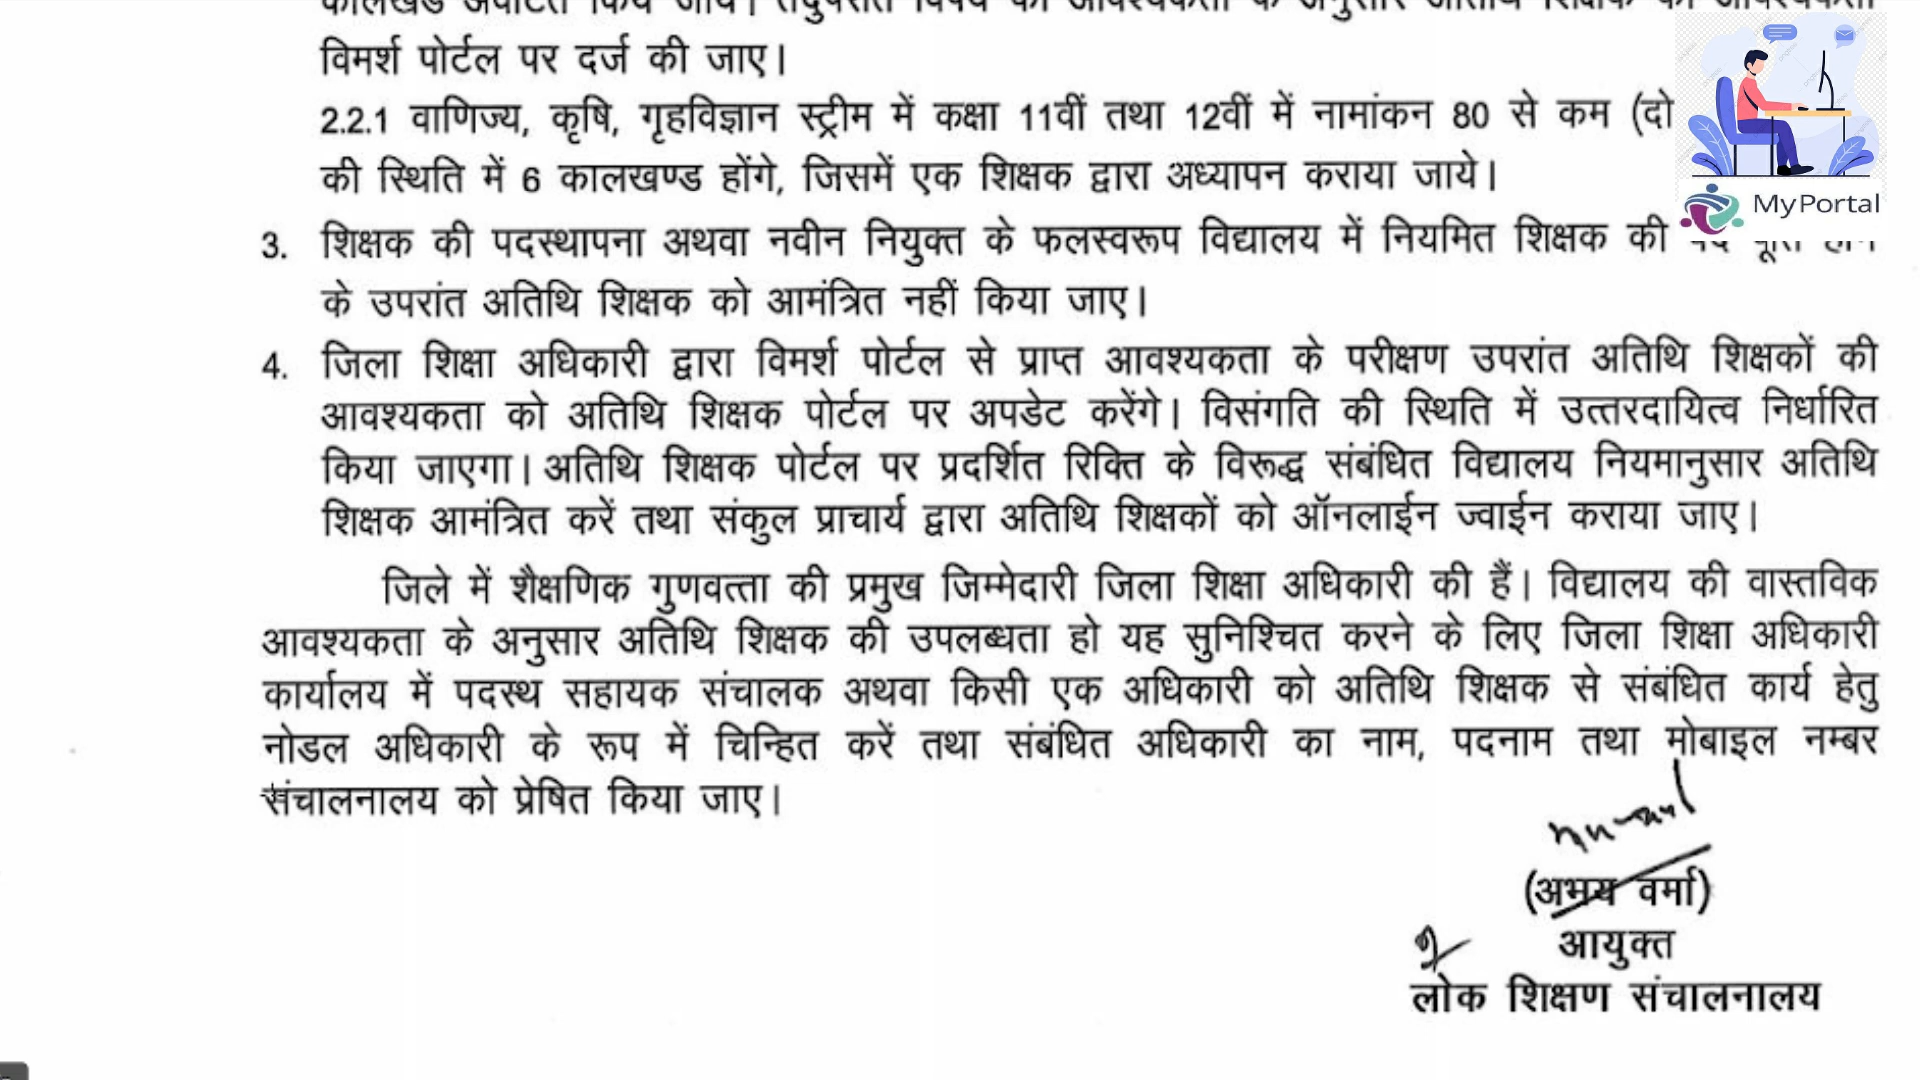 विमर्श पोर्टल पर दर्ज की जाए।
2.2.1 वाणिज्य, कृषि, गृहविज्ञान स्ट्रीम में कक्षा 11वीं तथा 12वीं में नामांकन 80 से कम (दो
की स्थिति में 6 कालखण्ड होंगे, जिसमें एक शिक्षक द्वारा अध्यापन कराया जाये।
MyPortal
3. शिक्षक की पदस्थापना अथवा नवीन नियुक्त के फलस्वरूप विद्यालय में नियमित शिक्षक की
के उपरांत अतिथि शिक्षक को आमंत्रित नहीं किया जाए।
4. जिला शिक्षा अधिकारी द्वारा विमर्श पोर्टल से प्राप्त आवश्यकता के परीक्षण उपरांत अतिथि शिक्षकों की
आवश्यकता को अतिथि शिक्षक पोर्टल पर अपडेट करेंगे। विसंगति की स्थिति में उत्तरदायित्व निर्धारित
किया जाएगा। अतिथि शिक्षक पोर्टल पर प्रदर्शित रिक्ति के विरूद्ध संबंधित विद्यालय नियमानुसार अतिथि
शिक्षक आमंत्रित करें तथा संकुल प्राचार्य द्वारा अतिथि शिक्षकों को ऑनलाईन ज्वाईन कराया जाए।
जिले में शैक्षणिक गुणवत्ता की प्रमुख जिम्मेदारी जिला शिक्षा अधिकारी की हैं। विद्यालय की वास्तविक
आवश्यकता के अनुसार अतिथि शिक्षक की उपलब्धता हो यह सुनिश्चित करने के लिए जिला शिक्षा अधिकारी
कार्यालय में पदस्थ सहायक संचालक अथवा किसी एक अधिकारी को अतिथि शिक्षक से संबंधित कार्य हेतु
नोडल अधिकारी के रूप में चिन्हित करें तथा संबंधित अधिकारी का नाम, पदनाम तथा मोबाइल नम्बर
संचालनालय को प्रेषित किया जाए।
(अभय वर्मा)
आयुक्त
लोक शिक्षण संचालनालय